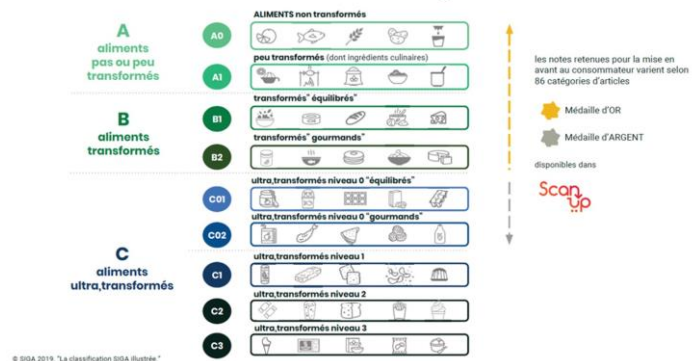 ALIMENTS non transformés
A
aliments
pas ou peu
transformés
A0
peu transformés (dont ingrédients culinaires)
A1
B
aliments
transformés
transformés" équilibrés"
B1
transformés" gourmands"
B2
C
aliments
ultra,transformés
ultra,transformés niveau 0 "équilibrés"
C01
ultra,transformés niveau 0 "gourmands"
C02
ultra,transformés niveau 1
C1
ultra,transformés niveau 2
C2
ultra,transformés niveau 3
C3
les notes retenues pour la mise en
avant au consommateur varient selon
86 catégories d'articles
Médaille d'OR
Médaille d'ARGENT
disponibles dans
Scan
up
© SIGA 2019. "La classification SIGA illustrée."